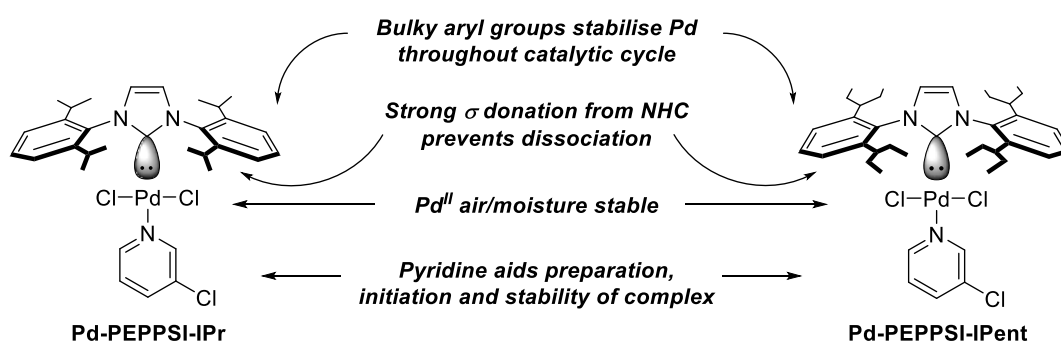 Bulky aryl groups stabilise Pd
throughout catalytic cycle
Strong σ donation from NHC
prevents dissociation
Pdᴵᴵ air/moisture stable
Pyridine aids preparation,
initiation and stability of complex
N N
Cl Pd Cl
N
Cl
Pd-PEPPSI-IPr
N N
Cl Pd Cl
N
Cl
Pd-PEPPSI-IPent